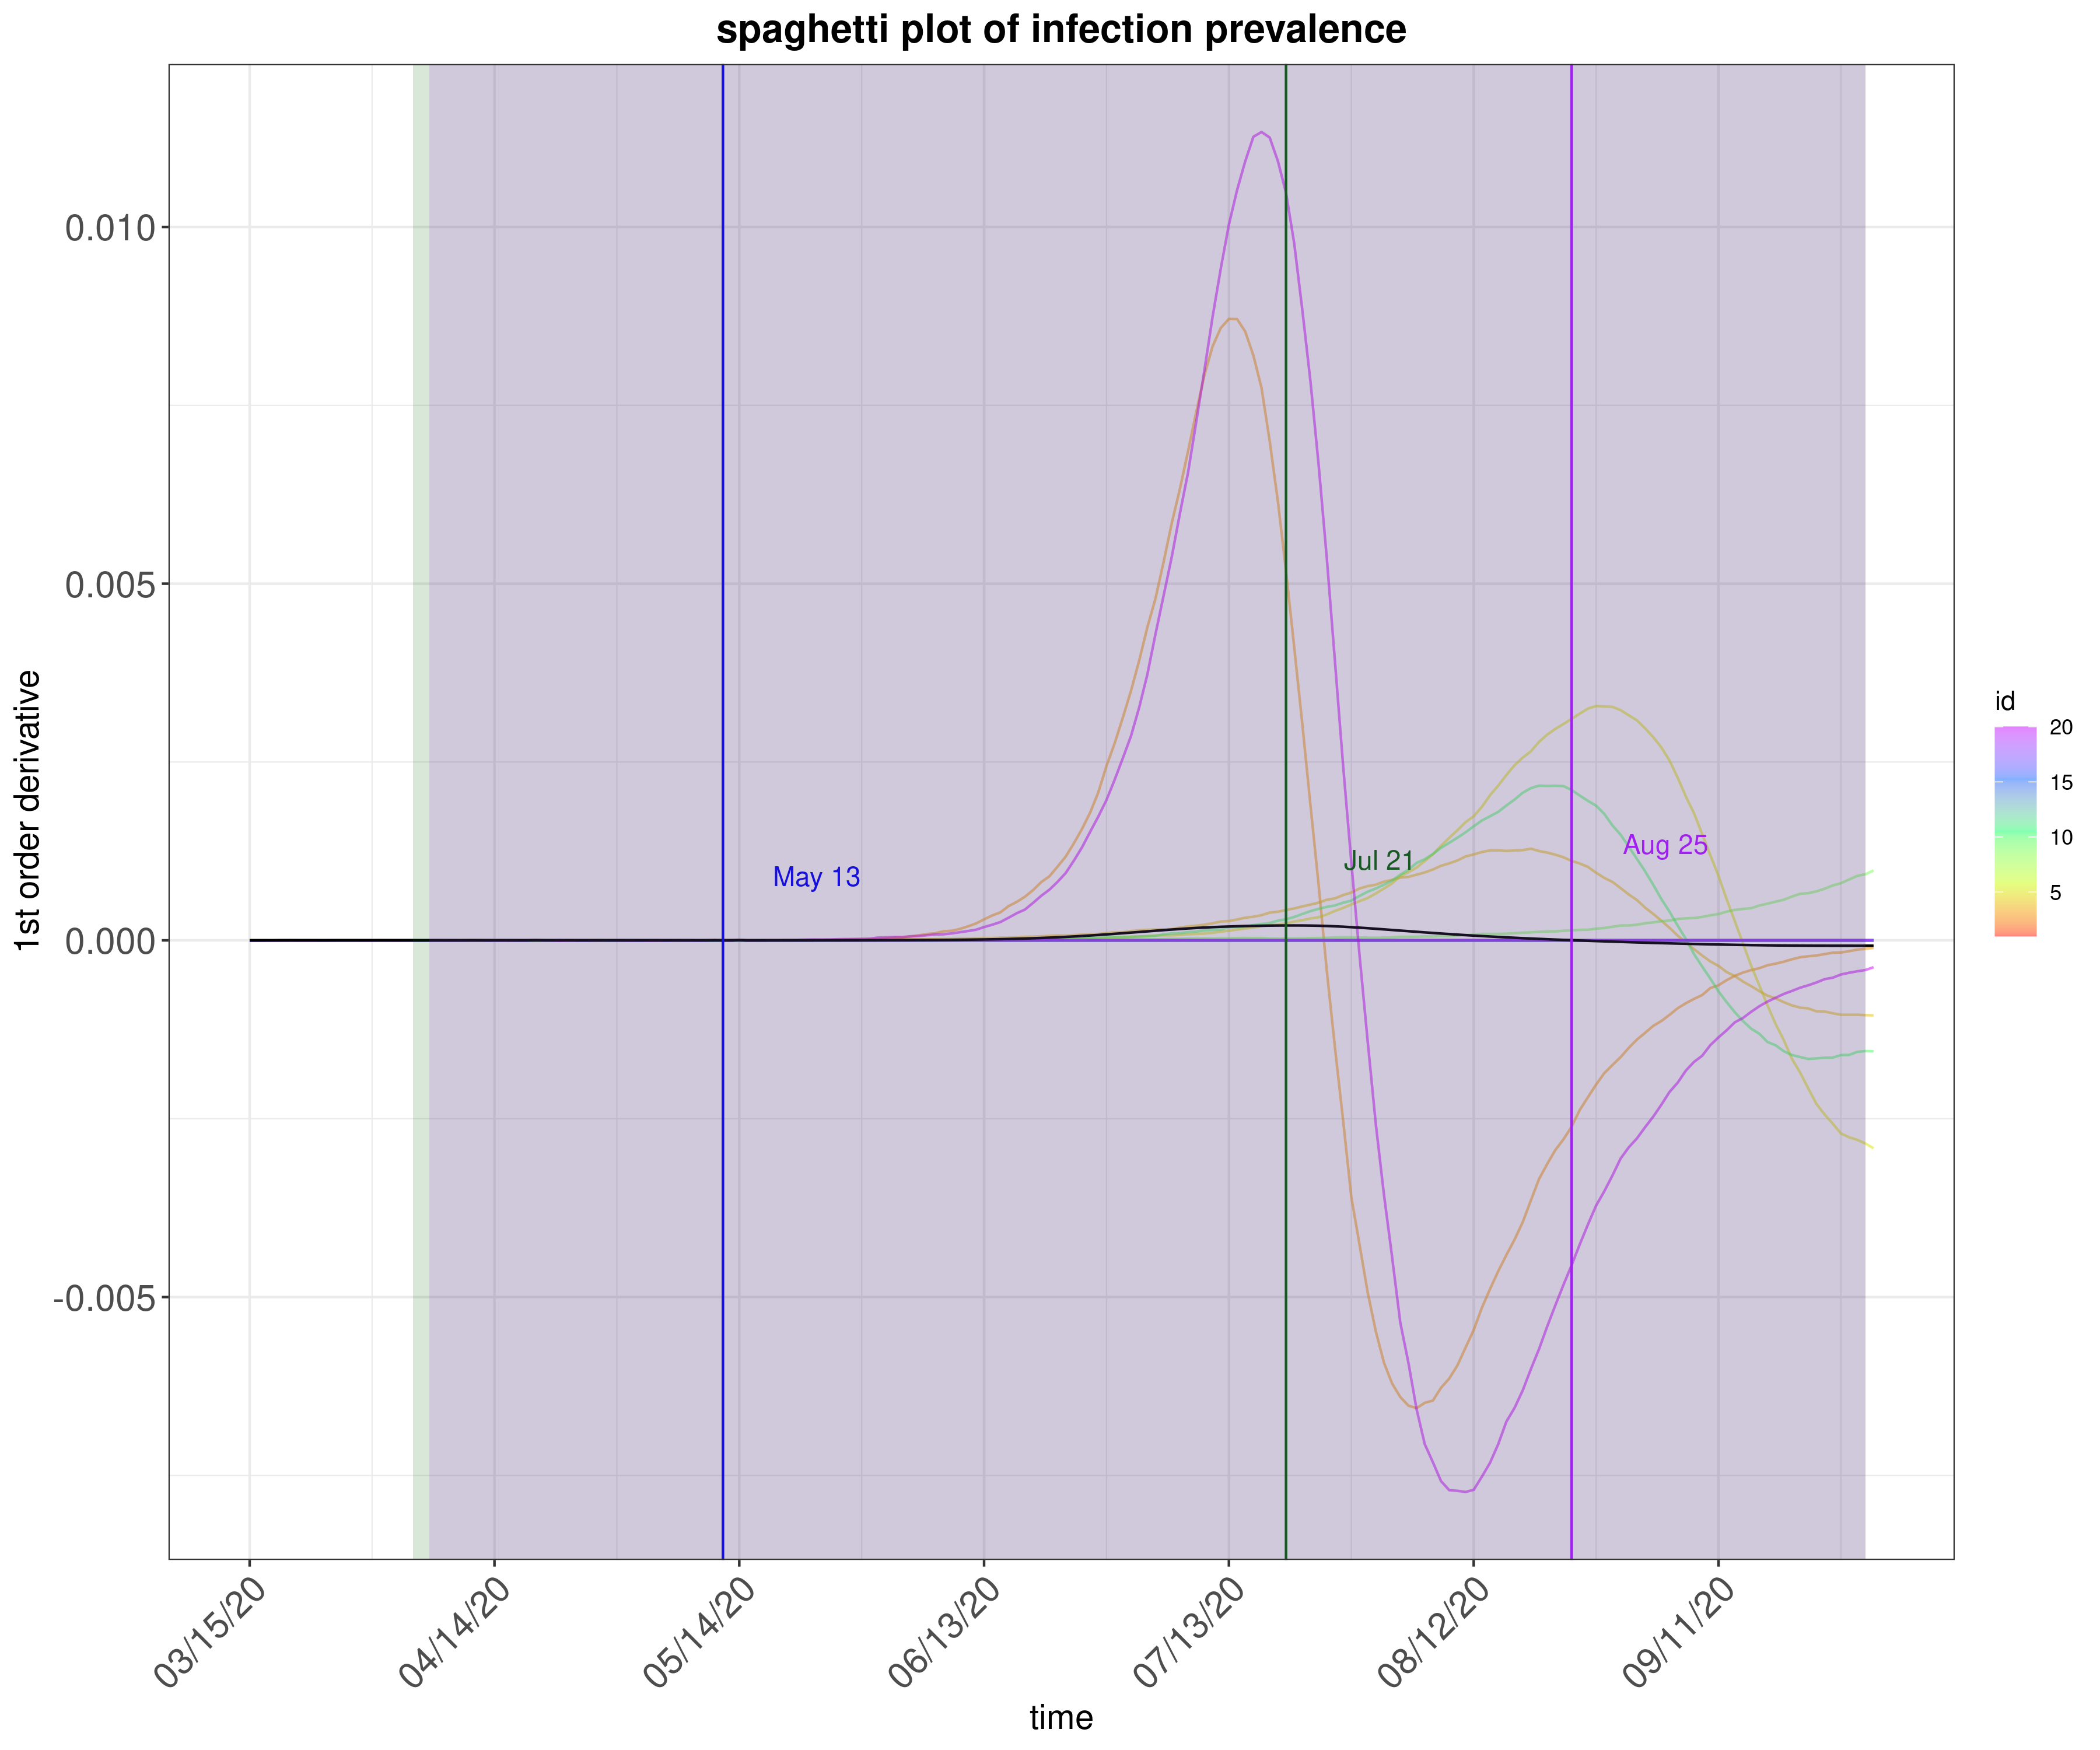 spaghetti plot of infection prevalence
0.010
0.005
0.000
-0.005
1st order derivative
May 13
Jul 21
Aug 25
id
20
15
10
5
03/15/20
04/14/20
05/14/20
06/13/20
07/13/20
08/12/20
09/11/20
time